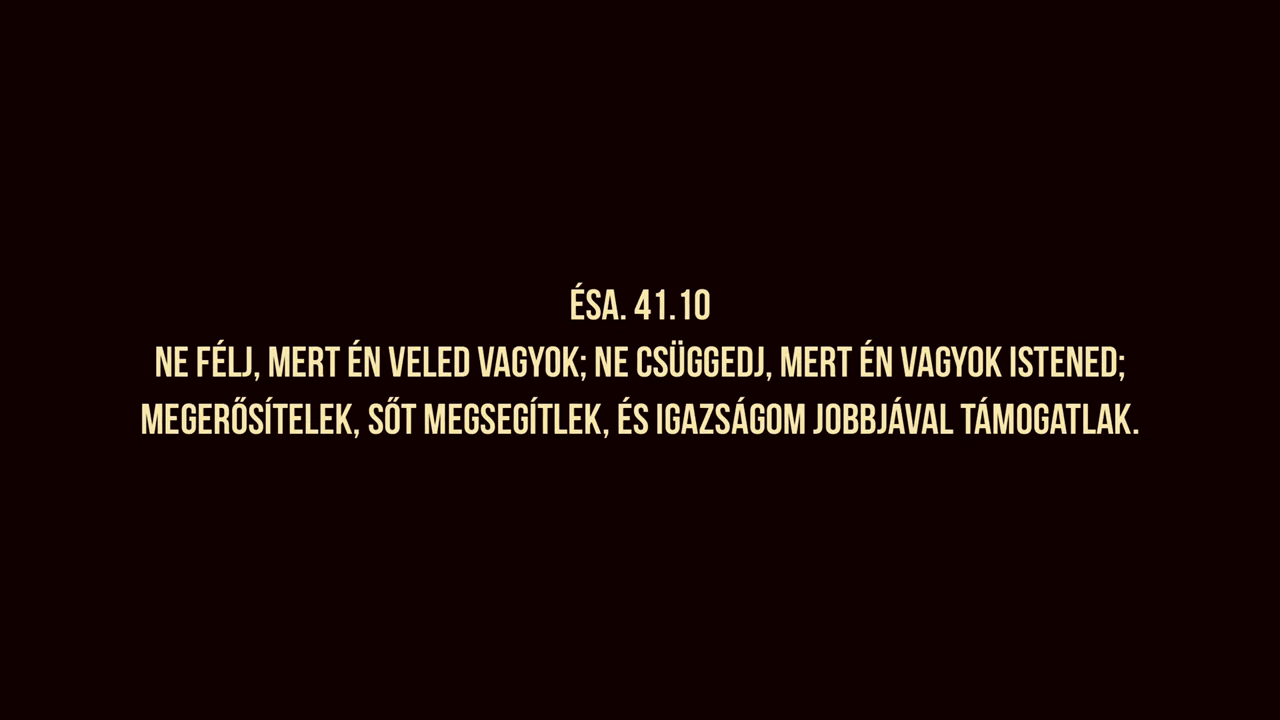 ÉSA. 41.10
NE FÉLJ, MERT ÉN VELED VAGYOK; NE CSÜGGEDJ, MERT ÉN VAGYOK ISTENED;
MEGERŐSÍTELEK, SŐT MEGSEGÍTLEK, ÉS IGAZSÁGOM JOBBJÁVAL TÁMOGATLAK.